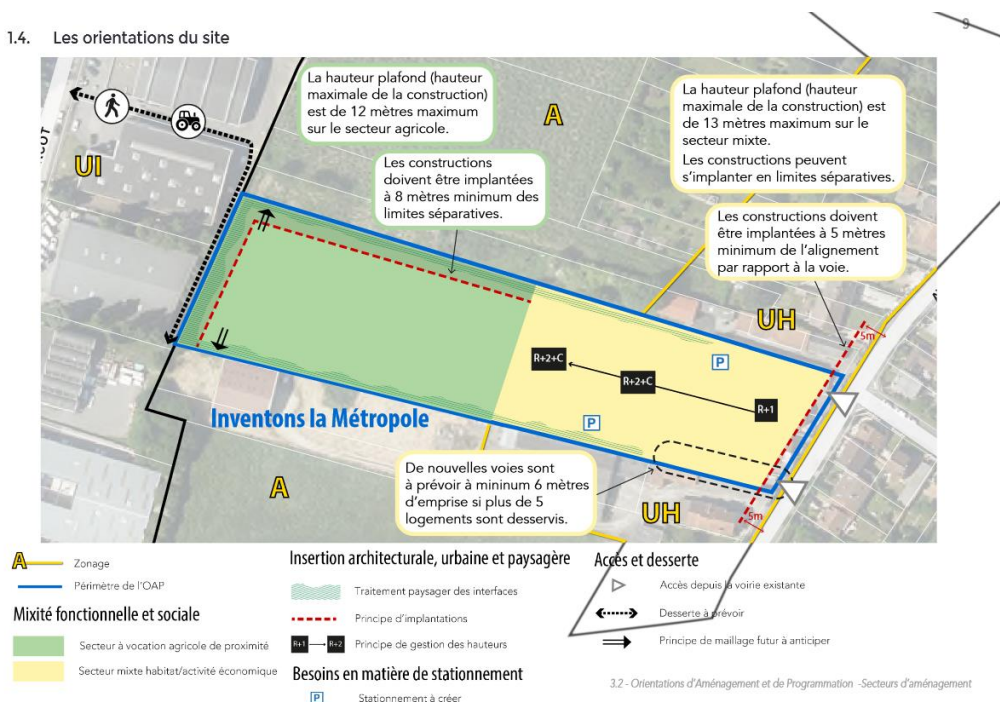 9
1.4. Les orientations du site
La hauteur plafond (hauteur
maximale de la construction)
est de 12 mètres maximum
sur le secteur agricole.
A
La hauteur plafond (hauteur
maximale de la construction) est
de 13 mètres maximum sur le
secteur mixte.
Les constructions peuvent
s'implanter en limites séparatives.
UI
Les constructions
doivent être implantées
à 8 mètres minimum des
limites séparatives.
Les constructions doivent
être implantées à 5 mètres
minimum de l'alignement
par rapport à la voie.
UH
5m
P
R+2+C
R+2+C
R+1
Inventons la Métropole
P
De nouvelles voies sont
à prévoir à minimum 6 mètres
d'emprise si plus de 5
logements sont desservis.
A
UH
5m
A Zonage
Périmètre de l'OAP
Mixité fonctionnelle et sociale
Secteur à vocation agricole de proximité
Secteur mixte habitat/activité économique
Insertion architecturale, urbaine et paysagère
Traitement paysager des interfaces
Principe d'implantations
R+1 R+2 Principe de gestion des hauteurs
Besoins en matière de stationnement
P Stationnement à créer
Accès et desserte
Accès depuis la voirie existante
Desserte à prévoir
Principe de maillage futur à anticiper
3.2 - Orientations d'Aménagement et de Programmation -Secteurs d'aménagement